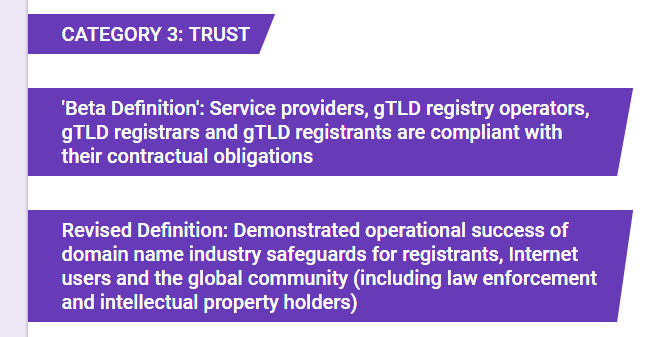 CATEGORY 3: TRUST
'Beta Definition': Service providers, gTLD registry operators,
gTLD registrars and gTLD registrants are compliant with
their contractual obligations
Revised Definition: Demonstrated operational success of
domain name industry safeguards for registrants, Internet
users and the global community (including law enforcement
and intellectual property holders)